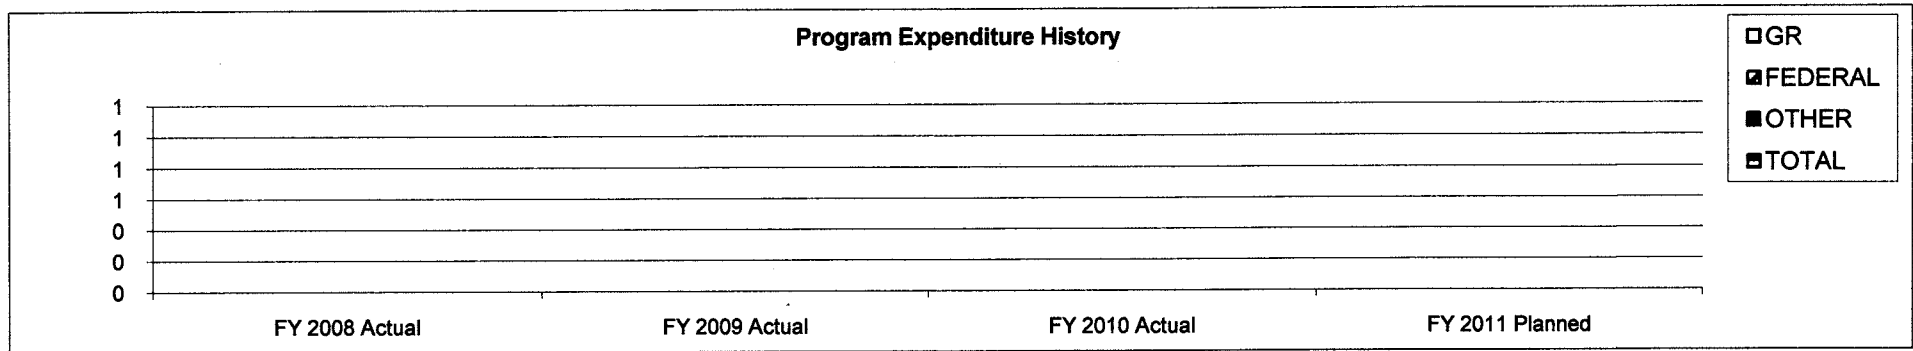 Program Expenditure History
GR
FEDERAL
OTHER
TOTAL
1
1
1
1
0
0
0
FY 2008 Actual FY 2009 Actual FY 2010 Actual FY 2011 Planned